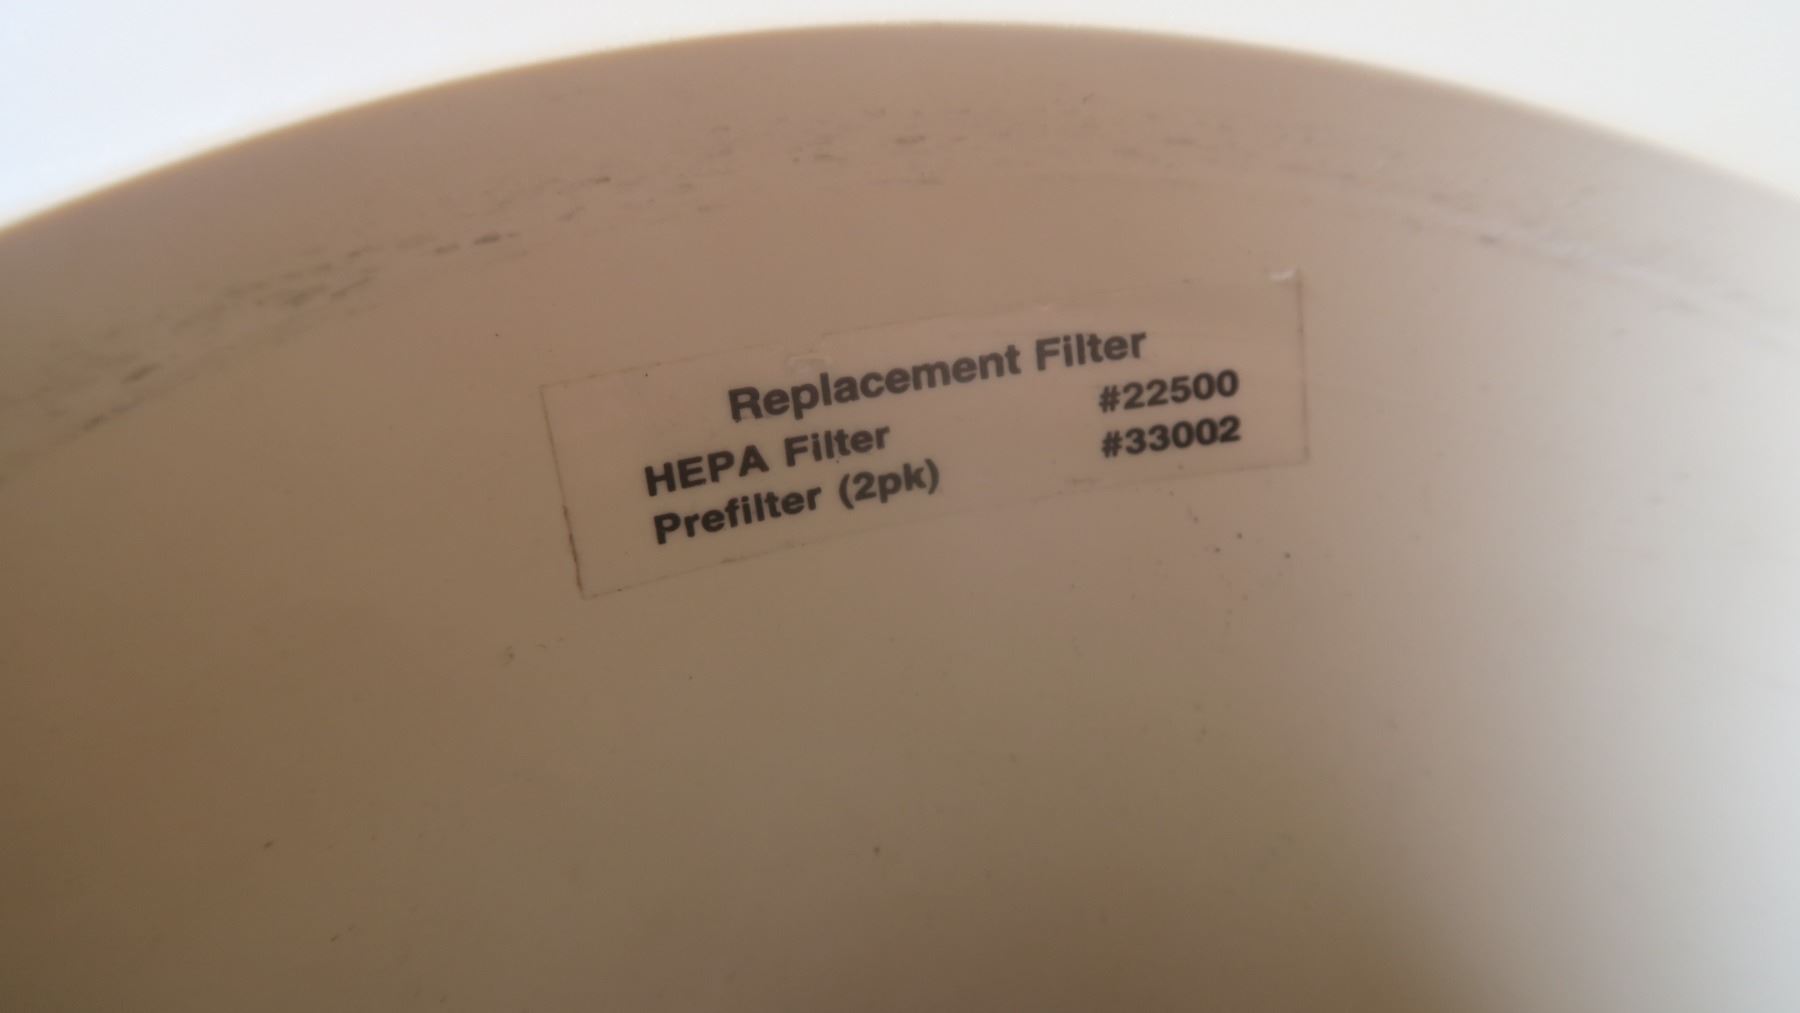 Replacement Filter
HEPA Filter #22500
Prefilter (2pk) #33002